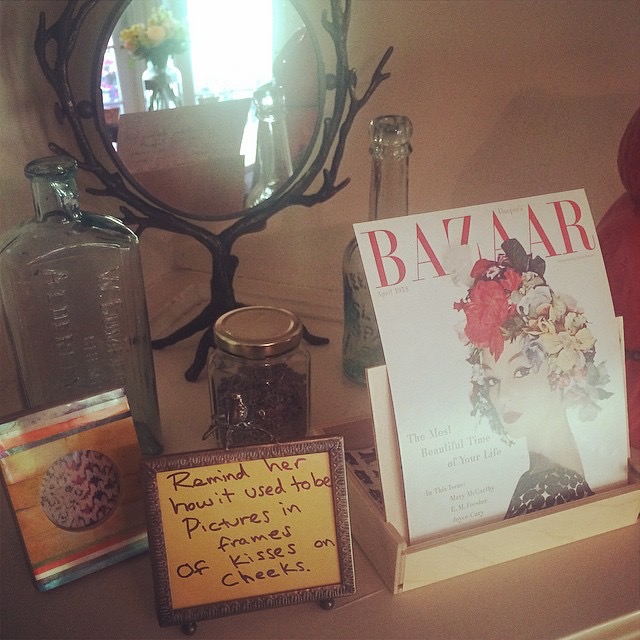 Harper's
BAZAAR
April 1958
The Most
Beautiful Time
of Your Life
In This Issue:
Mary McCarthy
E. M. Forster
Joyce Cary
Remind her
how it used to be
Pictures in
frames
Of kisses on
cheeks.